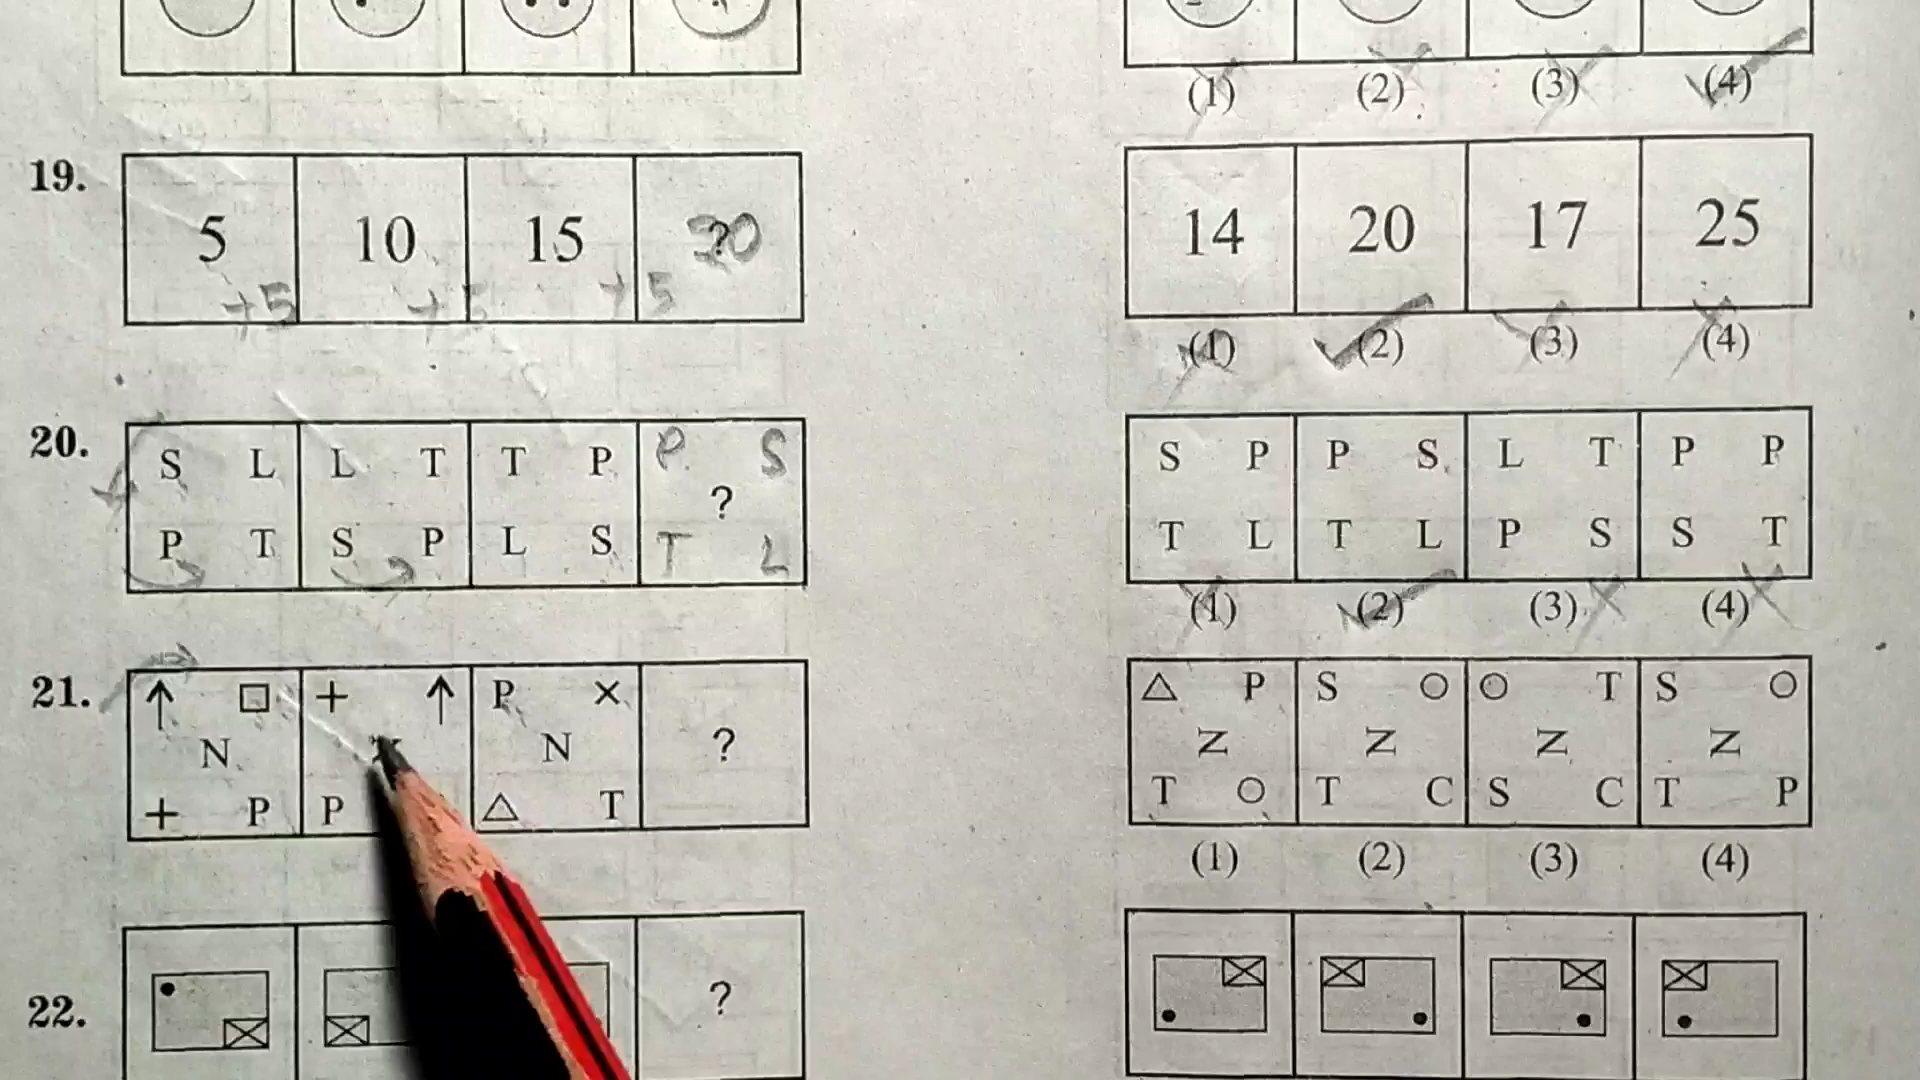 (1) (2) (3) (4)
19. 5 10 15 ? 20 14 20 17 25
+5 +5 +5
(1) (2) (3) (4)
20. S L L T T P P S S P P S L T P P
?
P T S P L S T L T L T L P S S T
(1) (2) (3) (4)
21. ↑ □ + ↑ P × △ P S ○ ○ T S ○
N N ? Z Z Z Z
+ P P △ T T ○ T C S C T P
(1) (2) (3) (4)
22. ?